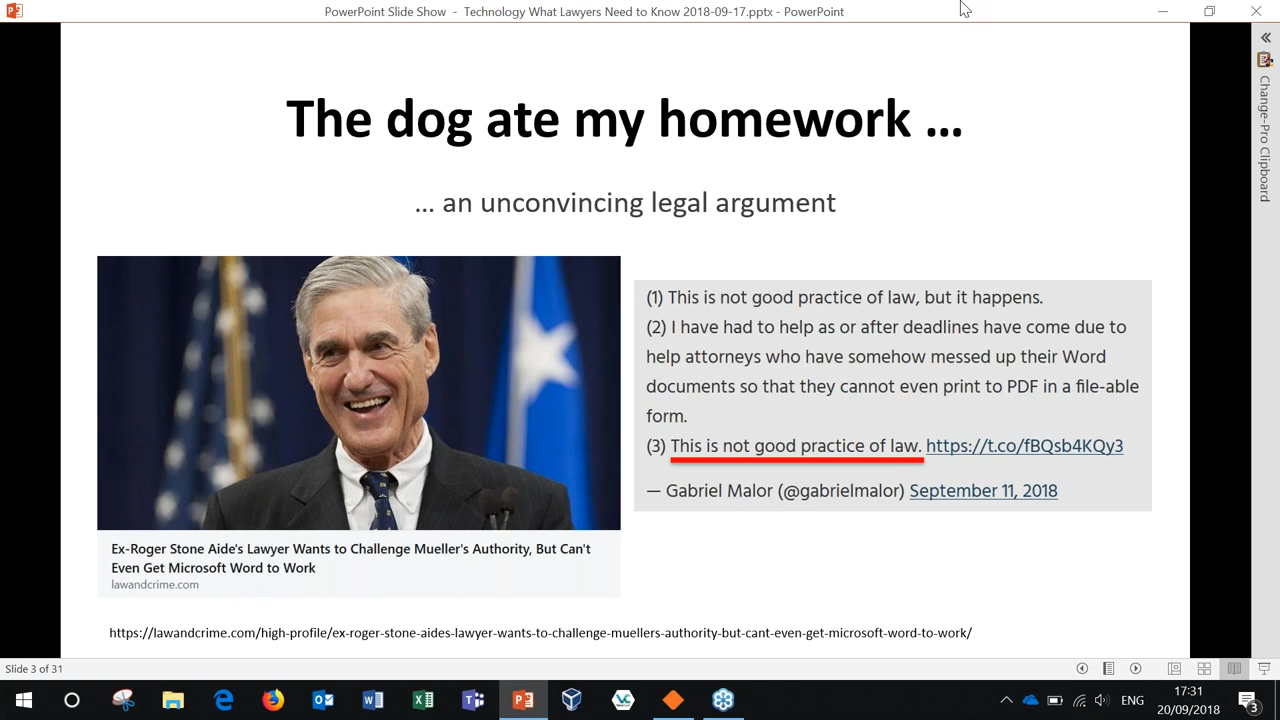 PowerPoint Slide Show - Technology What Lawyers Need to Know 2018-09-17.pptx - PowerPoint
Change-Pro Clipboard
The dog ate my homework ...
... an unconvincing legal argument
Ex-Roger Stone Aide's Lawyer Wants to Challenge Mueller's Authority, But Can't
Even Get Microsoft Word to Work
lawandcrime.com
(1) This is not good practice of law, but it happens.
(2) I have had to help as or after deadlines have come due to
help attorneys who have somehow messed up their Word
documents so that they cannot even print to PDF in a file-able
form.
(3) This is not good practice of law. https://t.co/fBQsb4KQy3
— Gabriel Malor (@gabrielmalor) September 11, 2018
https://lawandcrime.com/high-profile/ex-roger-stone-aides-lawyer-wants-to-challenge-muellers-authority-but-cant-even-get-microsoft-word-to-work/
Slide 3 of 31
ENG
17:31
20/09/2018
3